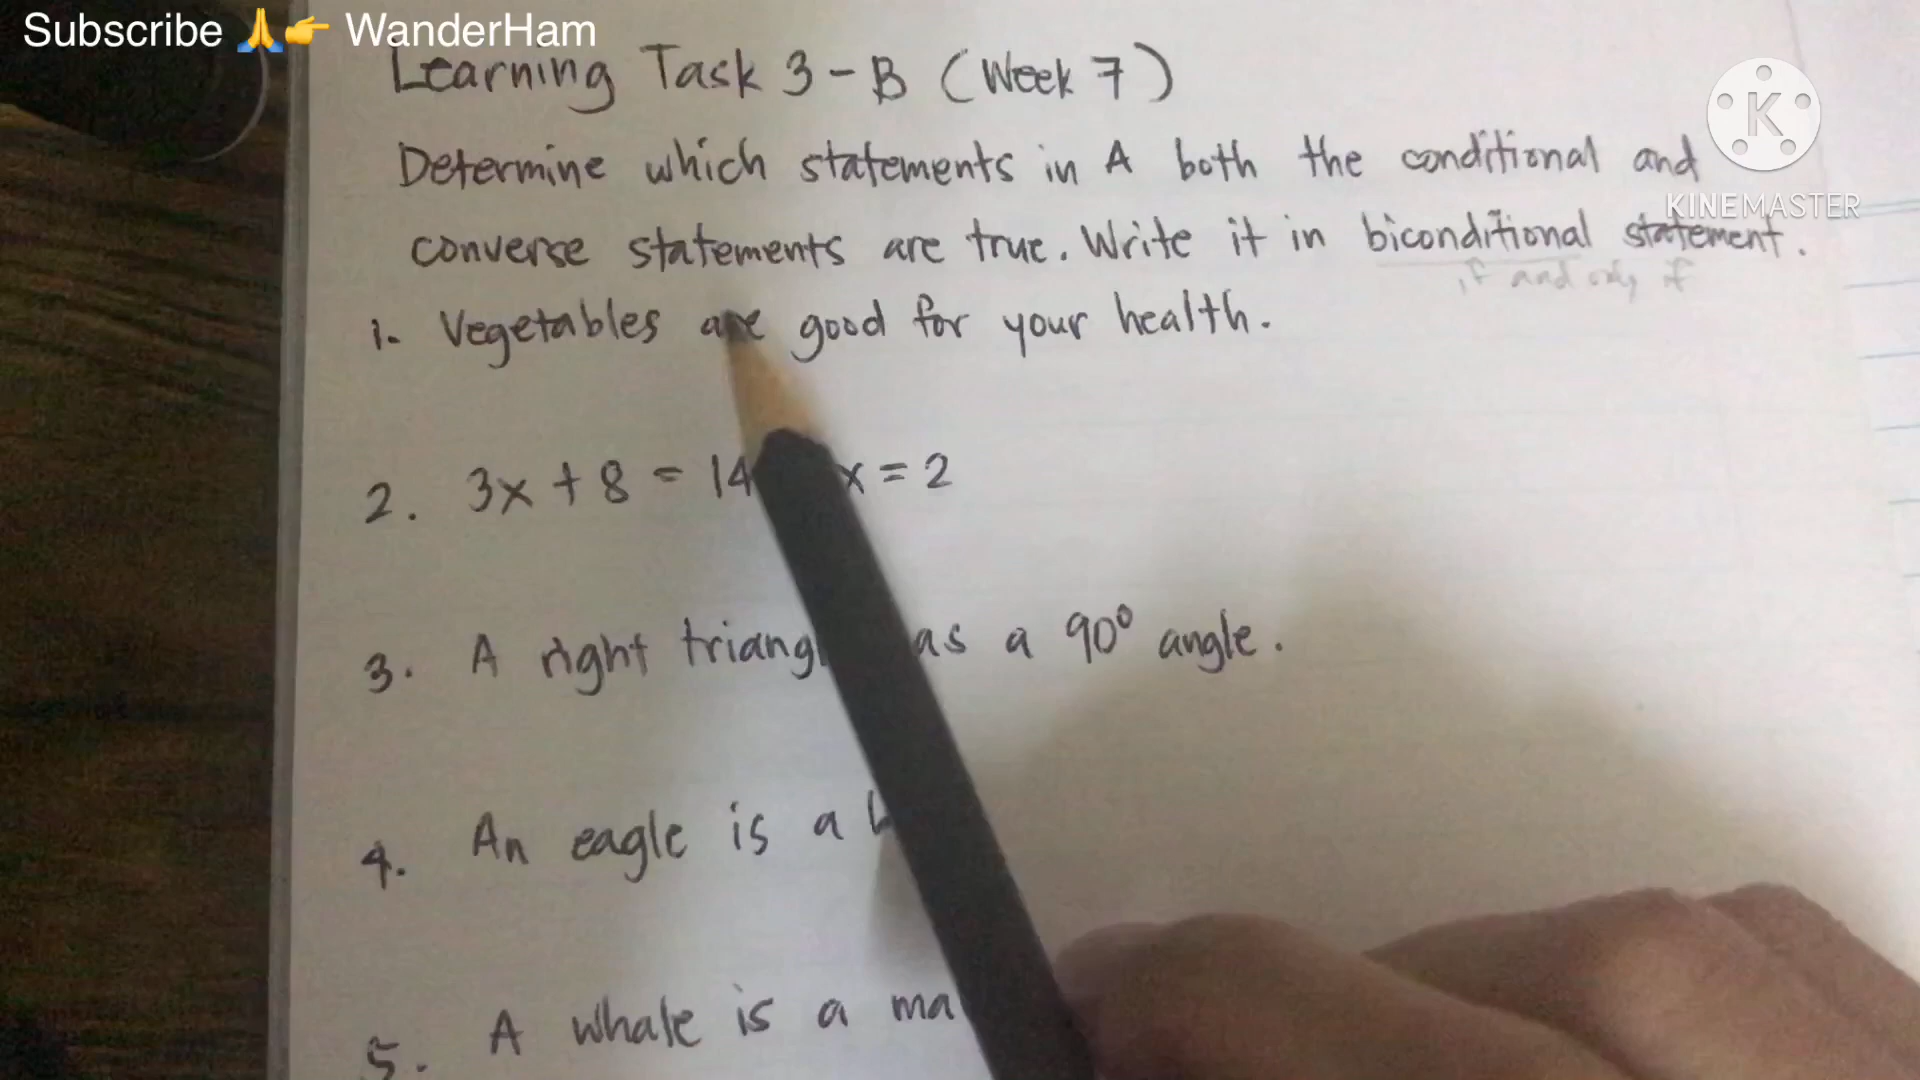 Subscribe 🙏👉 WanderHam
Learning Task 3 - B (Week 7)
K
Determine which statements in A both the conditional and
KINEMASTER
converse statements are true. Write it in biconditional statement.
if and only if
1. Vegetables are good for your health.
2. 3x + 8 = 14 x = 2
3. A right triangl as a 90° angle.
4. An eagle is a
5. A whale is a ma